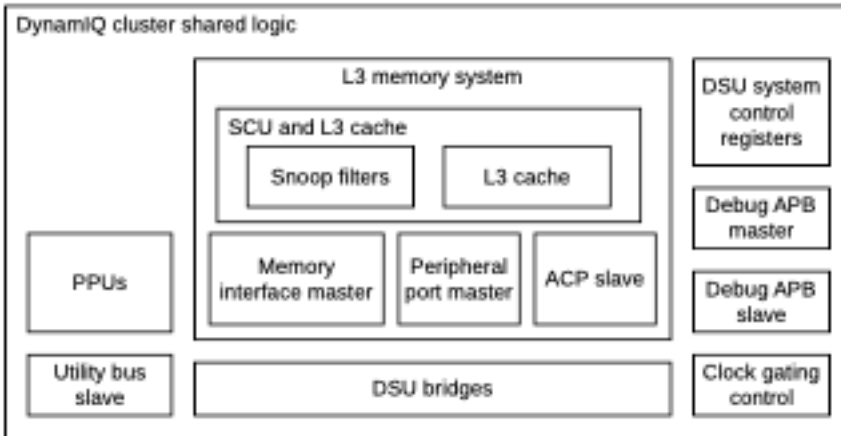 DynamIQ cluster shared logic
L3 memory system
SCU and L3 cache
Snoop filters
L3 cache
Memory
interface master
Peripheral
port master
ACP slave
PPUs
Utility bus
slave
DSU bridges
DSU system
control
registers
Debug APB
master
Debug APB
slave
Clock gating
control